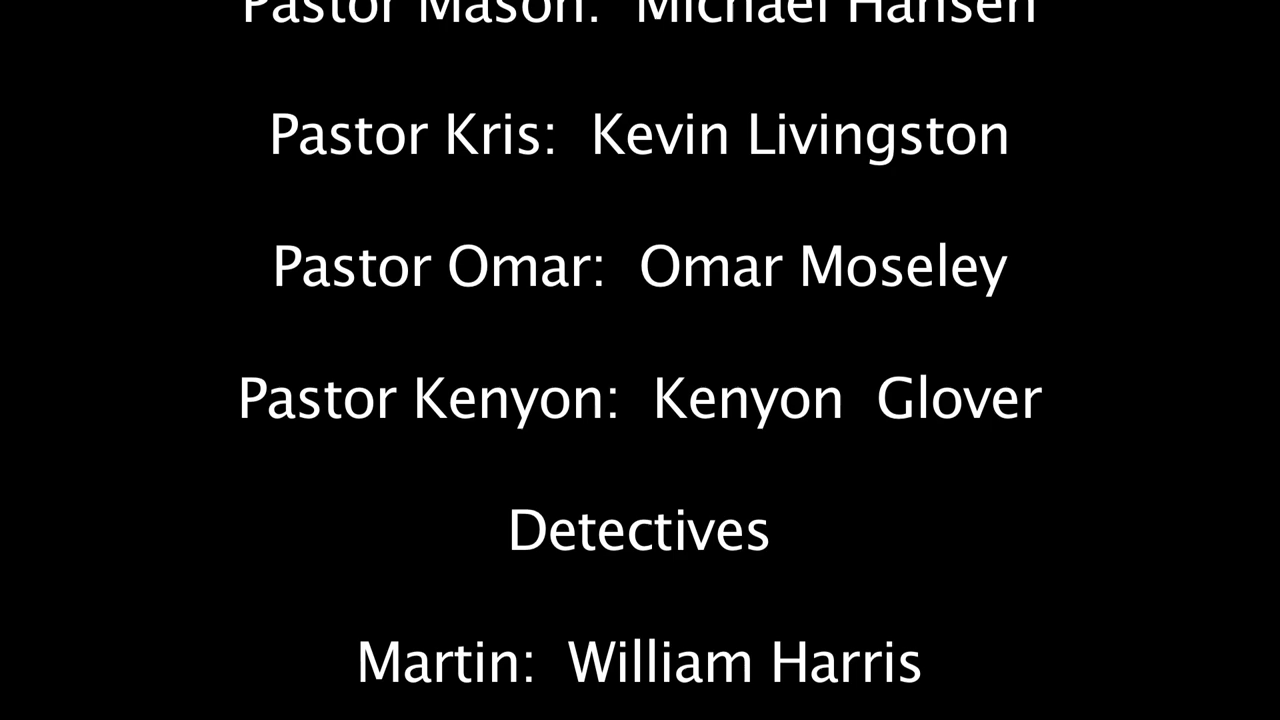 Pastor Mason:  Michael Hansen
Pastor Kris:  Kevin Livingston
Pastor Omar:  Omar Moseley
Pastor Kenyon:  Kenyon  Glover
Detectives
Martin:  William Harris